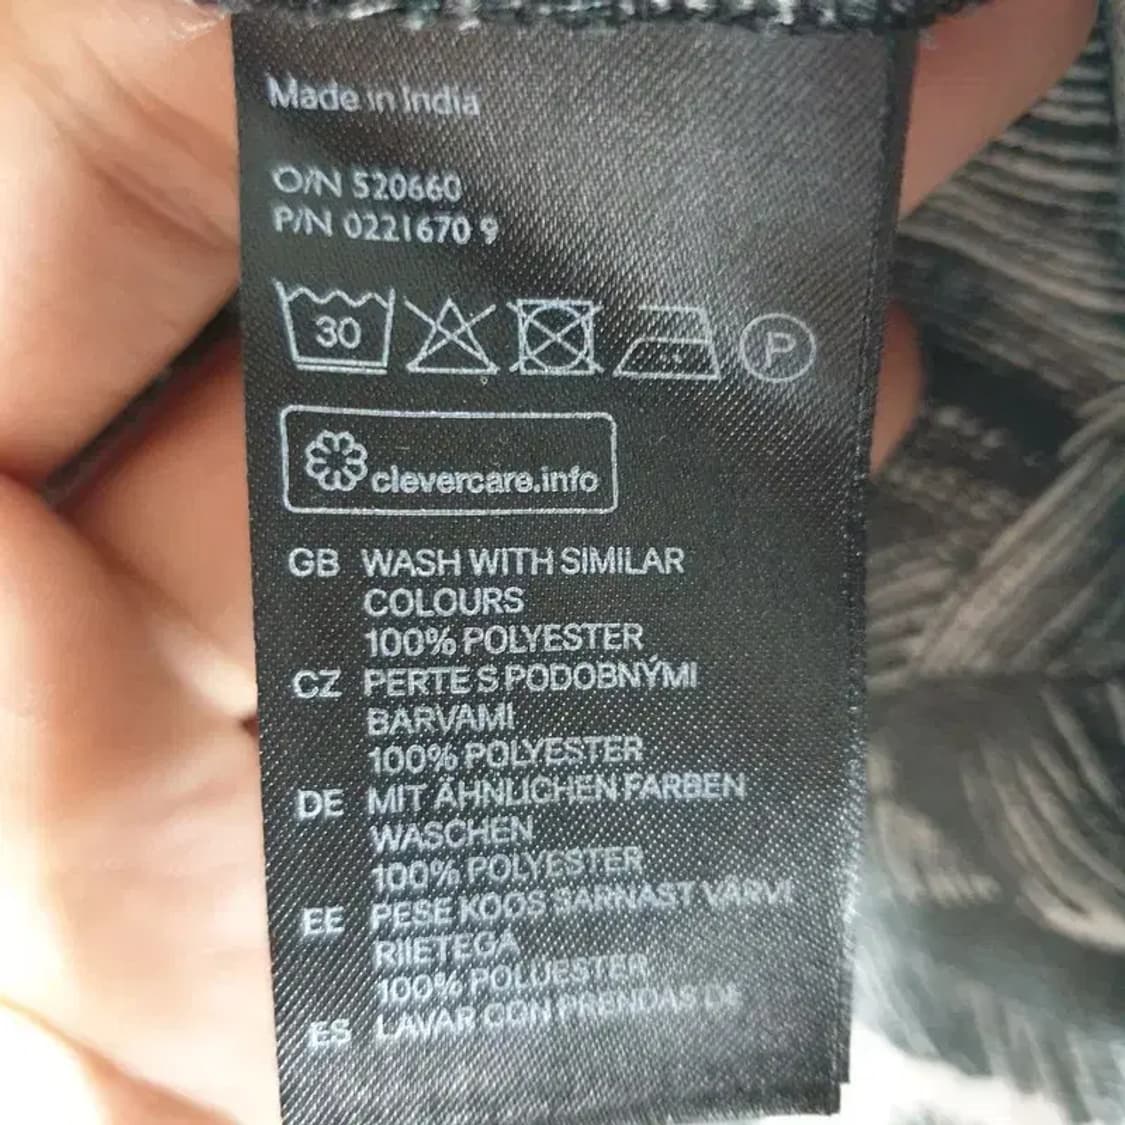 Made in India
O/N 520660
P/N 0221670 9
30
P
clevercare.info
GB WASH WITH SIMILAR
COLOURS
100% POLYESTER
CZ PERTE S PODOBNÝMI
BARVAMI
100% POLYESTER
DE MIT ÄHNLICHEN FARBEN
WASCHEN
100% POLYESTER
EE PESE KOOS SARNAST VÄRVI
RIIETEGA
100% POLÜESTER
ES LAVAR CON PRENDAS DE